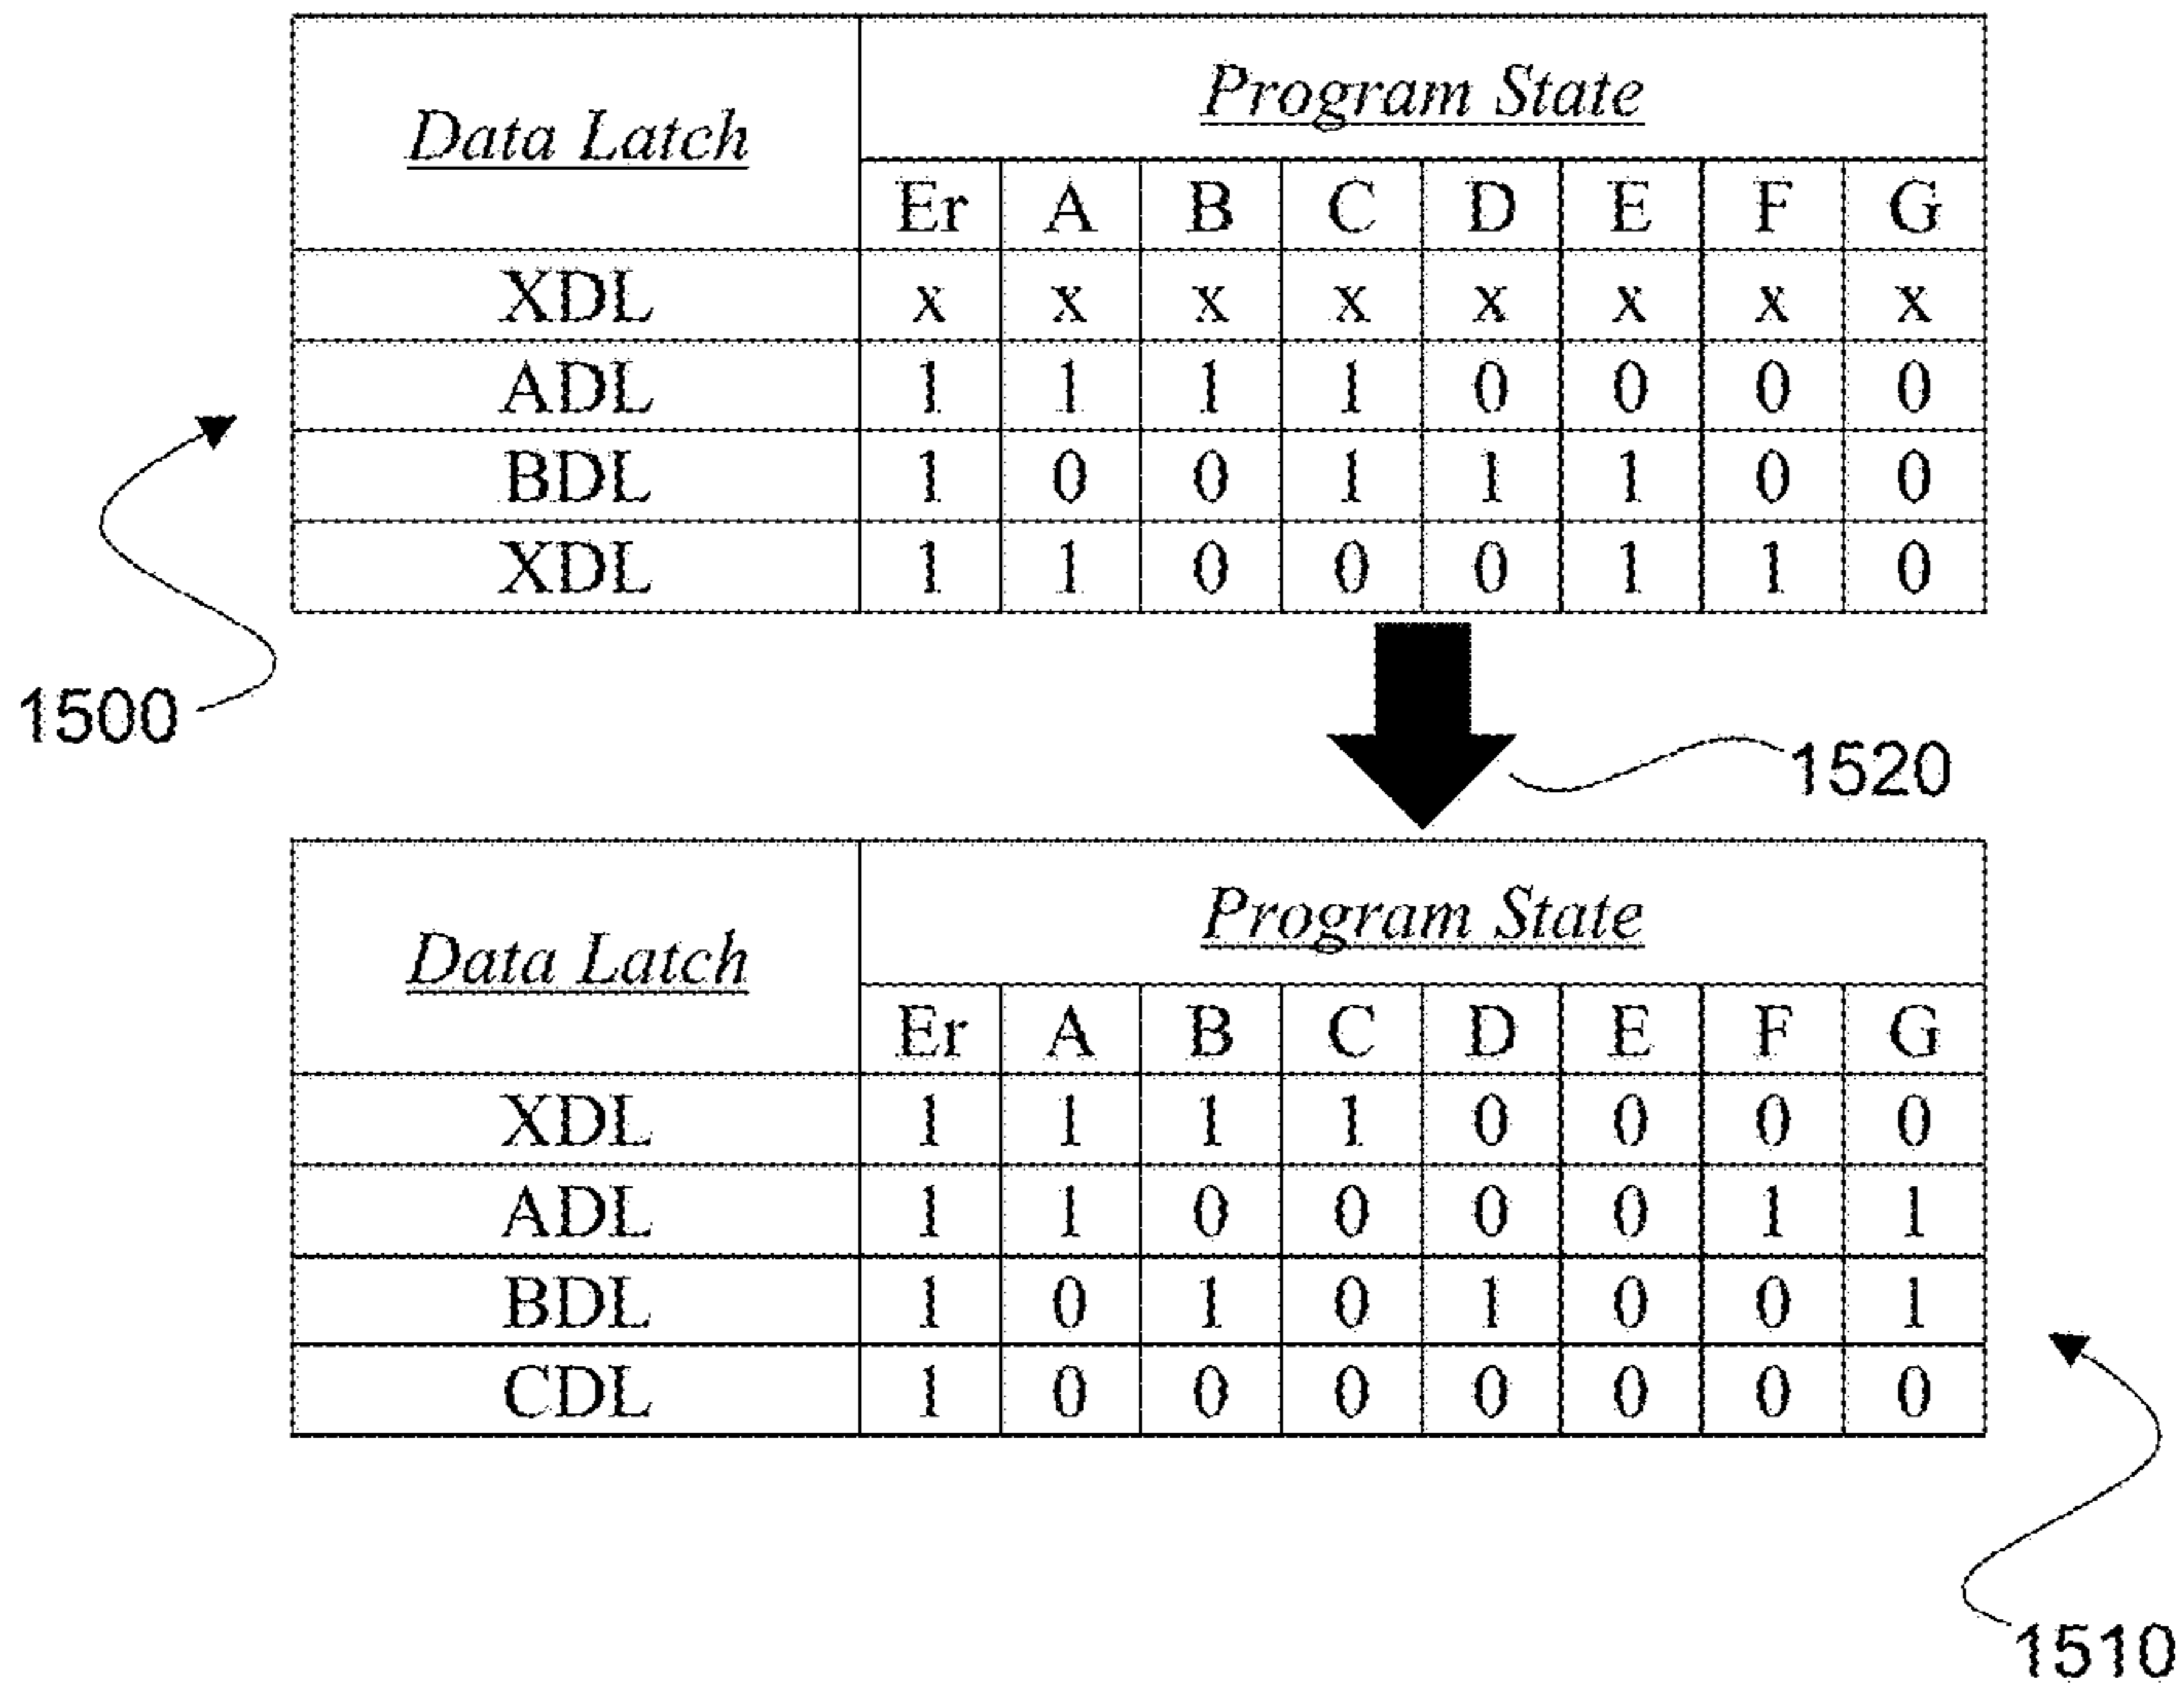 Data Latch Program State
Er A B C D E F G
XDL x x x x x x x x
ADL 1 1 1 1 0 0 0 0
BDL 1 0 0 1 1 1 0 0
XDL 1 1 0 0 0 1 1 0
1500
1520
Data Latch Program State
Er A B C D E F G
XDL 1 1 1 1 0 0 0 0
ADL 1 1 0 0 0 0 1 1
BDL 1 0 1 0 1 0 0 1
CDL 1 0 0 0 0 0 0 0
1510